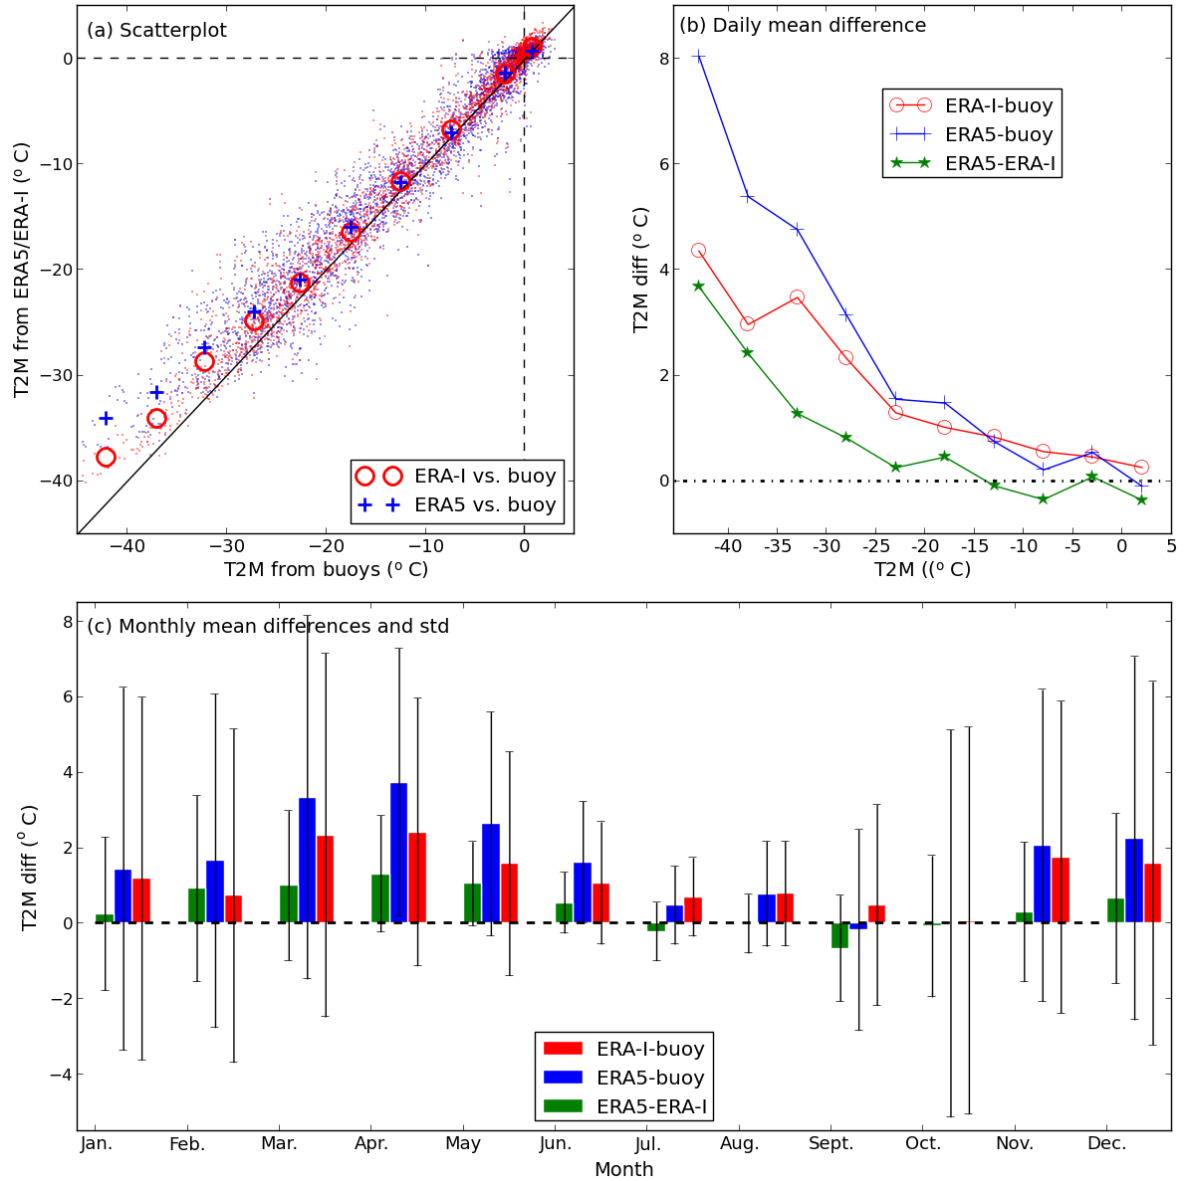 (a) Scatterplot
0
−10
−20
−30
−40
T2M from ERA5/ERA-I (° C)
ERA-I vs. buoy
ERA5 vs. buoy
−40 −30 −20 −10 0
T2M from buoys (° C)
(b) Daily mean difference
8
6
4
2
0
T2M diff (° C)
ERA-I-buoy
ERA5-buoy
ERA5-ERA-I
-40 -35 -30 -25 -20 -15 -10 -5 0 5
T2M ((° C)
(c) Monthly mean differences and std
8
6
4
2
0
−2
−4
T2M diff (° C)
ERA-I-buoy
ERA5-buoy
ERA5-ERA-I
Jan. Feb. Mar. Apr. May Jun. Jul. Aug. Sept. Oct. Nov. Dec.
Month